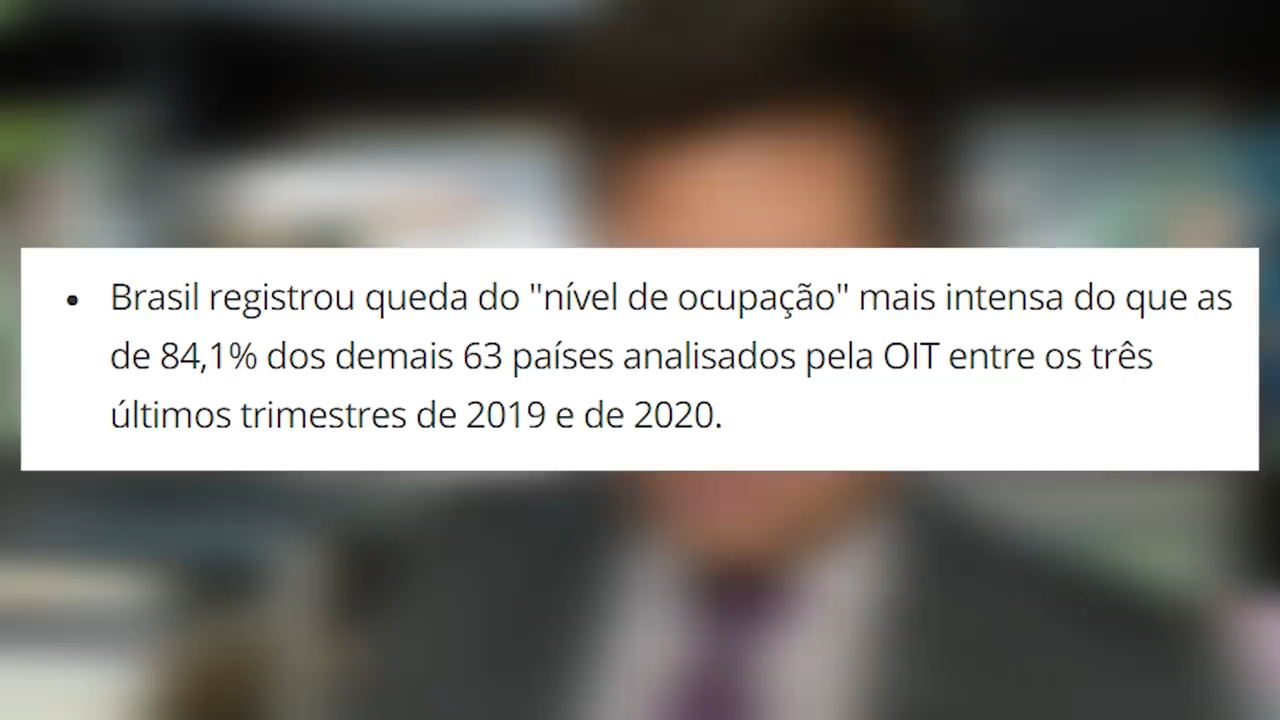 • Brasil registrou queda do "nível de ocupação" mais intensa do que as
de 84,1% dos demais 63 países analisados pela OIT entre os três
últimos trimestres de 2019 e de 2020.